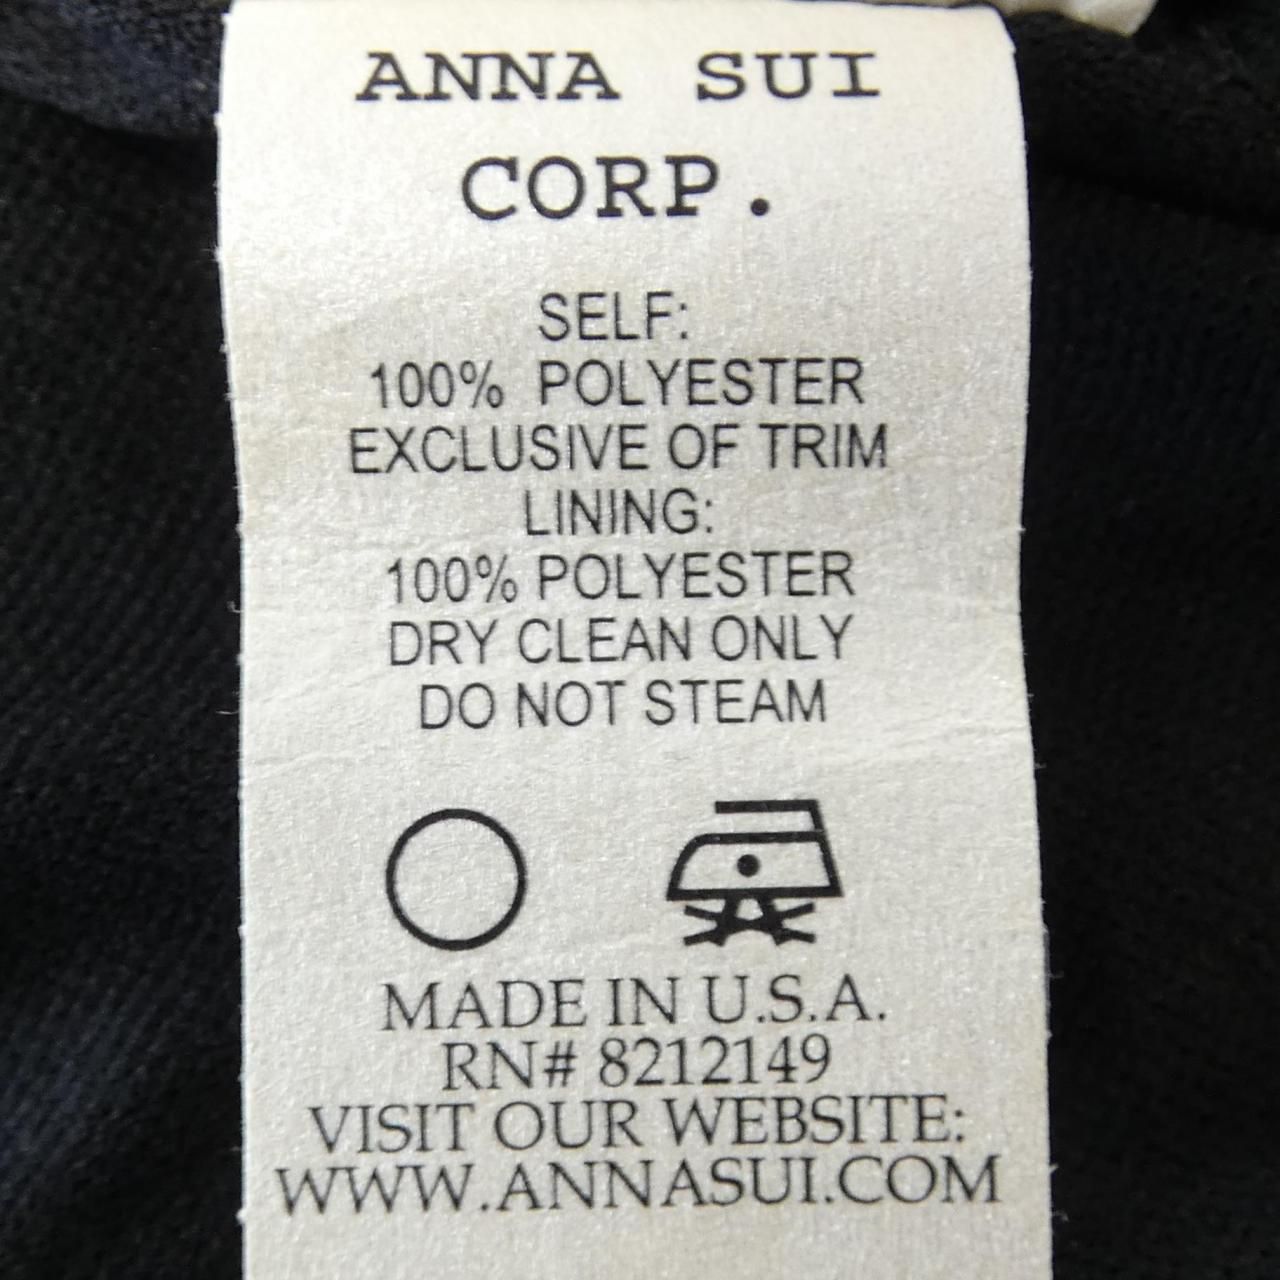 ANNA SUI
CORP.
SELF:
100% POLYESTER
EXCLUSIVE OF TRIM
LINING:
100% POLYESTER
DRY CLEAN ONLY
DO NOT STEAM
MADE IN U.S.A.
RN# 8212149
VISIT OUR WEBSITE:
WWW.ANNASUI.COM